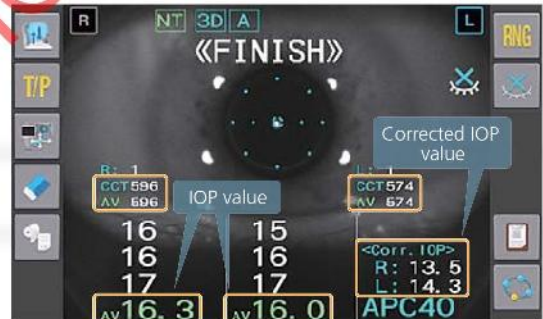 R NT 3D A L
RNG
《FINISH》
T/P
Corrected IOP
value
R: 1 L: 1
CCT596 CCT574
AV 596 AV 574
IOP value
16 15
16 16
17 17
AV16.3 AV16.0
<Corr.IOP>
R: 13.5
L: 14.3
APC40